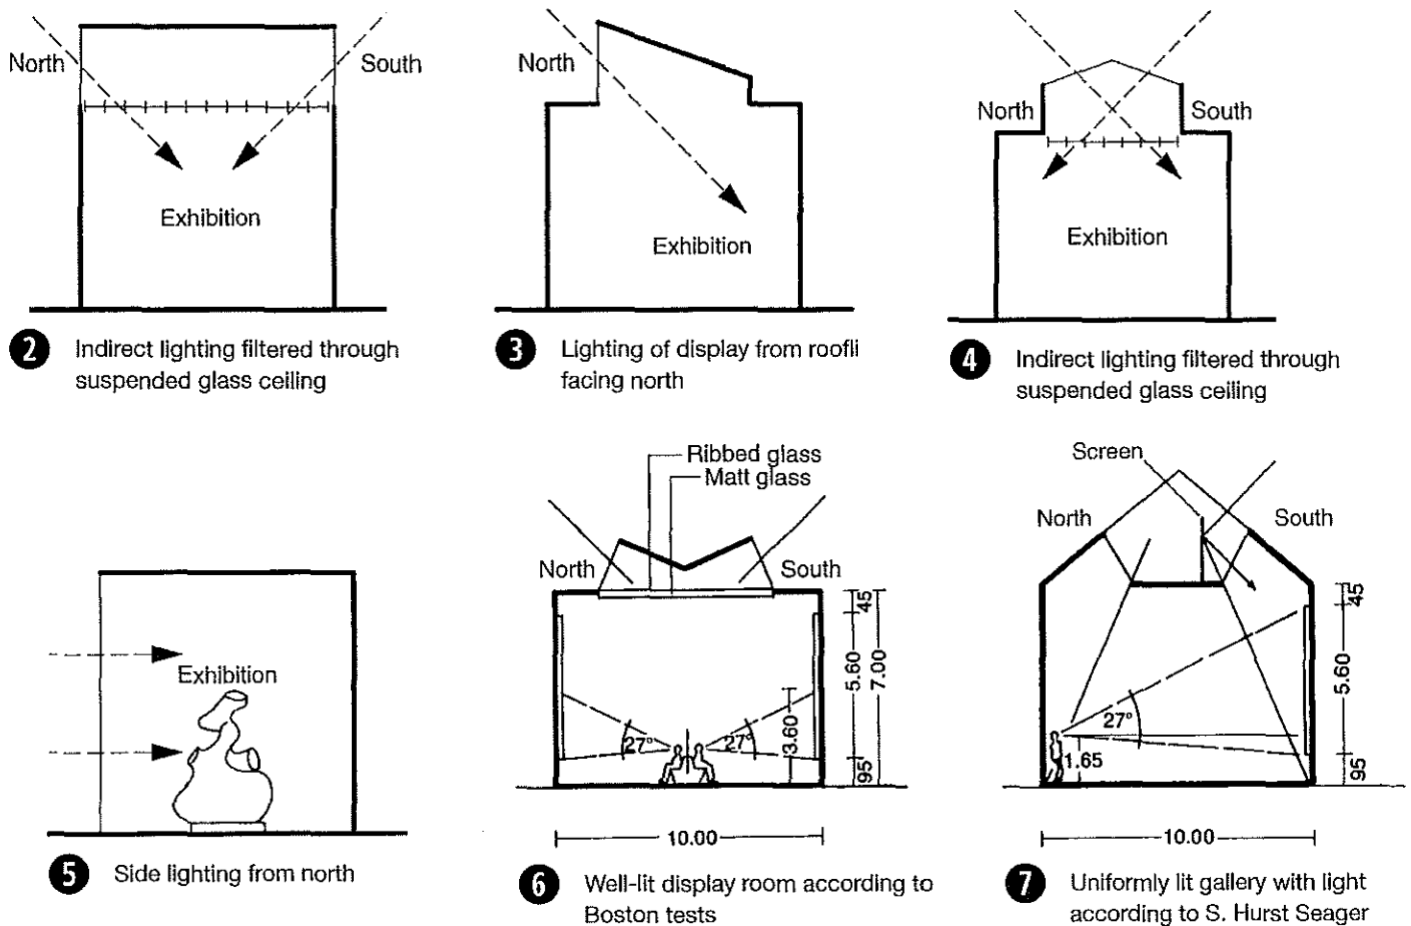 North
South
Exhibition
2 Indirect lighting filtered through
suspended glass ceiling
North
Exhibition
3 Lighting of display from roofli
facing north
North
South
Exhibition
4 Indirect lighting filtered through
suspended glass ceiling
Exhibition
5 Side lighting from north
Ribbed glass
Matt glass
North
South
27°
27°
3.60
45
5.60
95
7.00
10.00
6 Well-lit display room according to
Boston tests
Screen
North
South
27°
1.65
45
5.60
95
10.00
7 Uniformly lit gallery with light
according to S. Hurst Seager